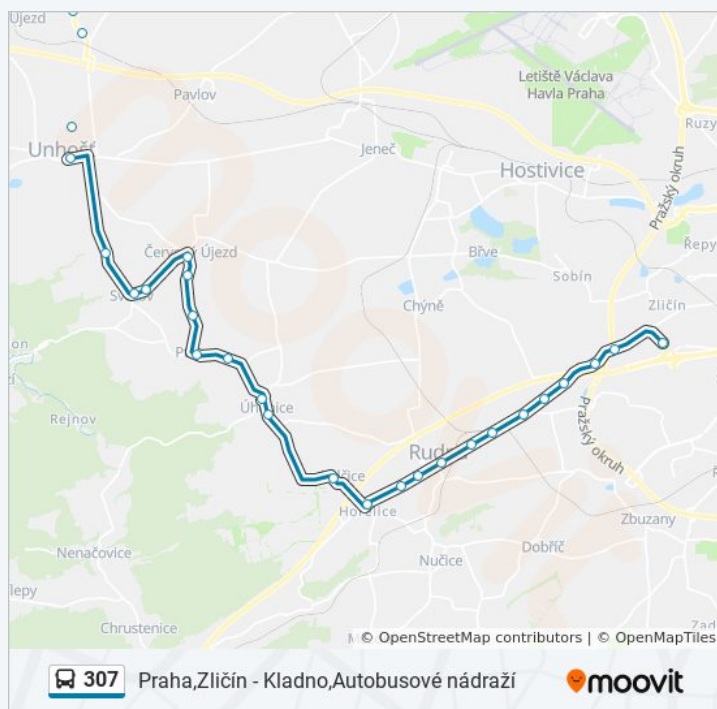 Újezd
Pavlov
Letiště Václava
Havla Praha
Ruzy
Unhošť
Jeneč
Hostivice
Pražský okruh
Řepy
Červený Újezd
Břve
Sobín
Chýně
Zličín
Rejnov
Úhonice
Pražský okruh
Hořelice
Zbuzany
Dobříč
Nučice
Nenačovice
lepy
Chrustenice
Zad
© OpenStreetMap contributors | © OpenMapTiles
307 Praha,Zličín - Kladno,Autobusové nádraží
moovit